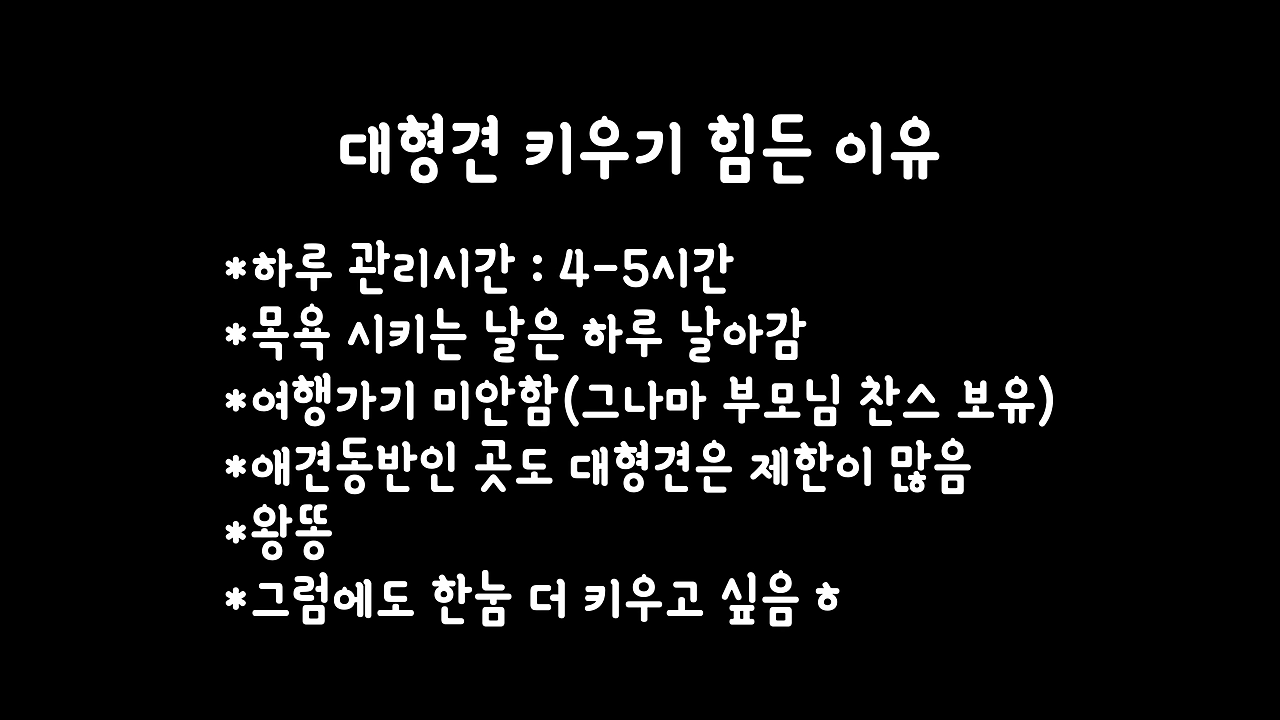 대형견 키우기 힘든 이유
*하루 관리시간 : 4-5시간
*목욕 시키는 날은 하루 날아감
*여행가기 미안함(그나마 부모님 찬스 보유)
*애견동반인 곳도 대형견은 제한이 많음
*왕똥
*그럼에도 한눔 더 키우고 싶음 ㅎ